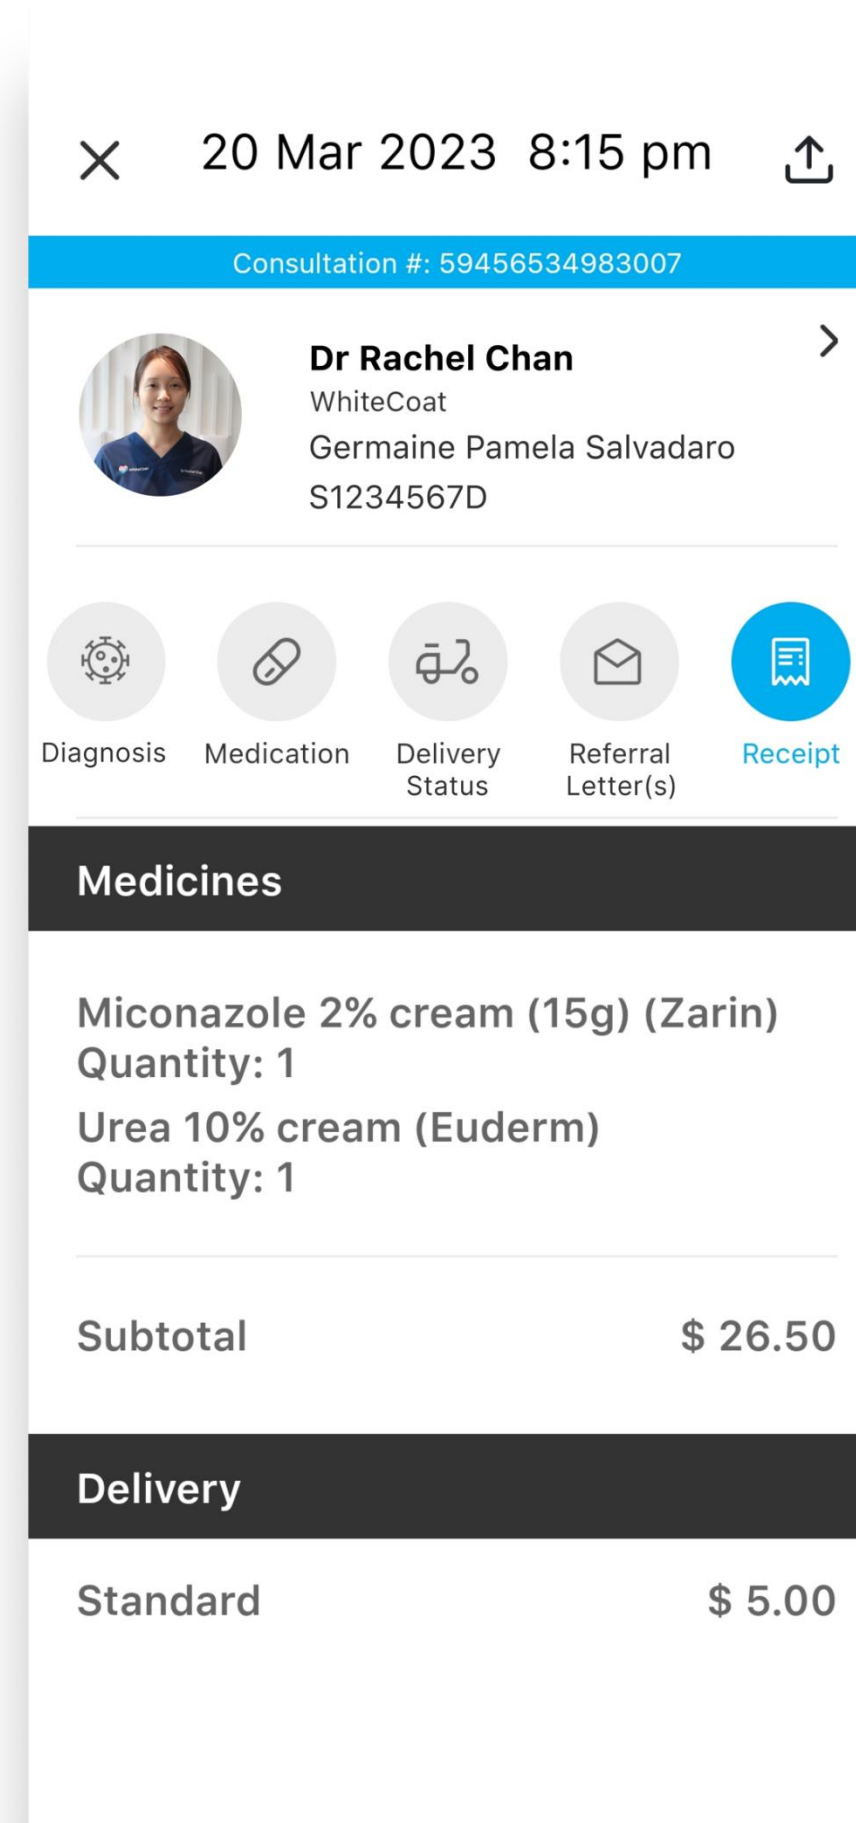 20 Mar 2023 8:15 pm
Consultation #: 59456534983007
Dr Rachel Chan
WhiteCoat
Germaine Pamela Salvadaro
S1234567D
Diagnosis
Medication
Delivery
Status
Referral
Letter(s)
Receipt
Medicines
Miconazole 2% cream (15g) (Zarin)
Quantity: 1
Urea 10% cream (Euderm)
Quantity: 1
Subtotal $ 26.50
Delivery
Standard $ 5.00